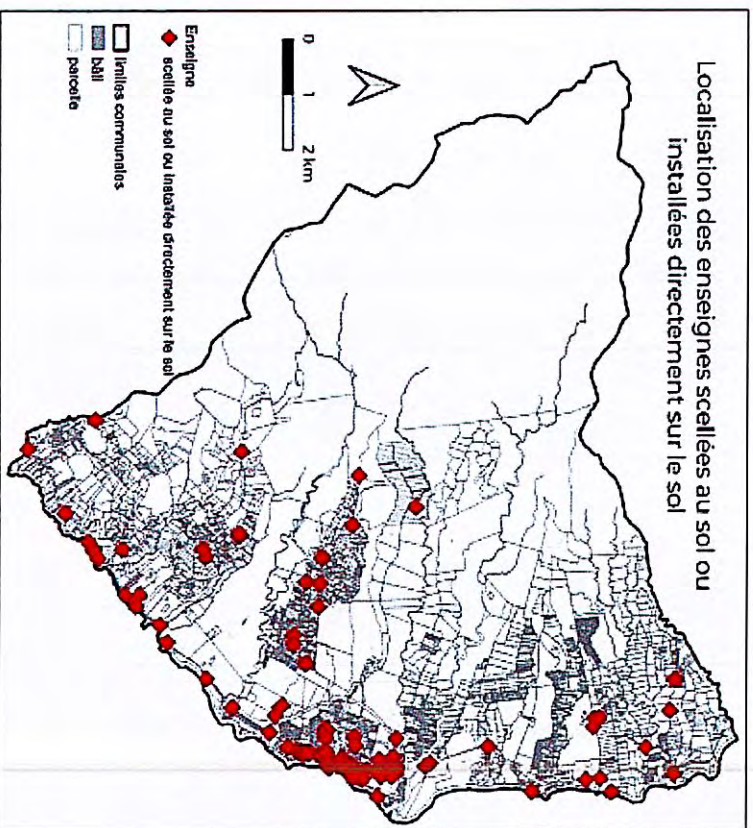 Localisation des enseignes scellées au sol ou
installées directement sur le sol
0 1 2 km
Enseigne
scellée au sol ou installée directement sur le sol
limites communales
bâti
parcelle